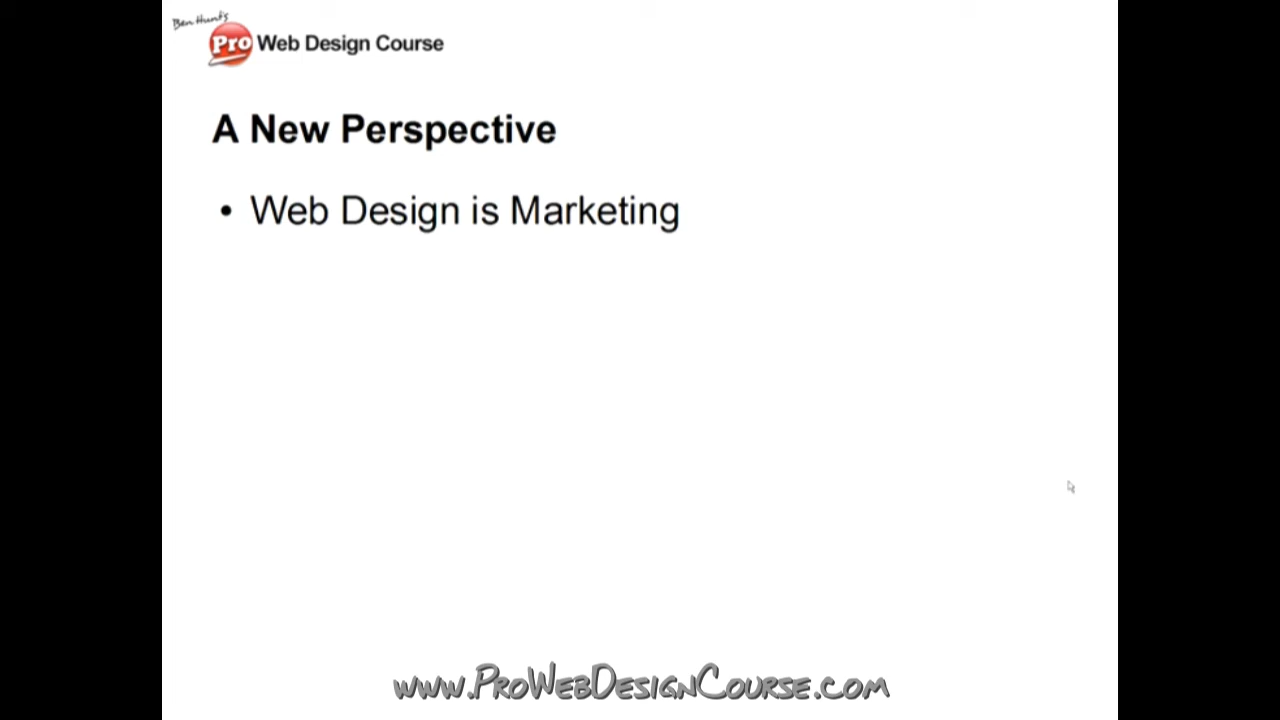 Ben Hunt's
Pro Web Design Course
A New Perspective
• Web Design is Marketing
www.ProWebDesignCourse.com